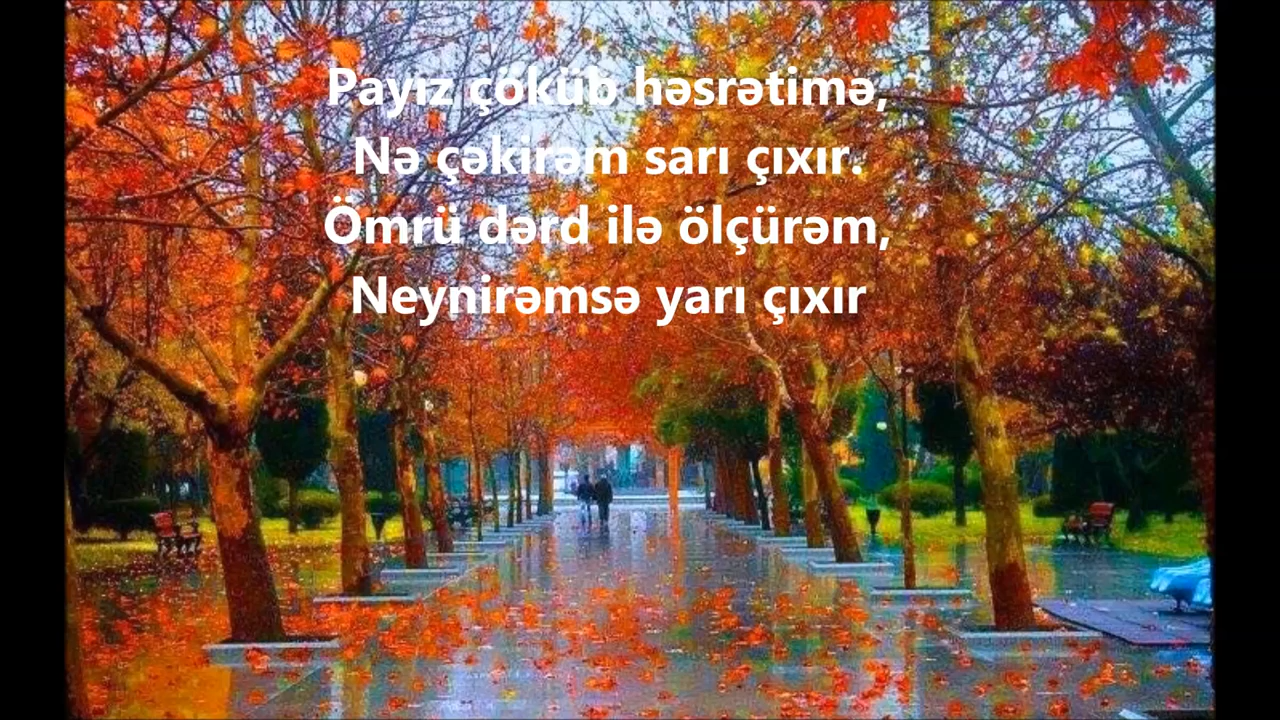 Payız çöküb həsrətimə,
Nə çəkirəm sarı çıxır.
Ömrü dərd ilə ölçürəm,
Neynirəmsə yarı çıxır